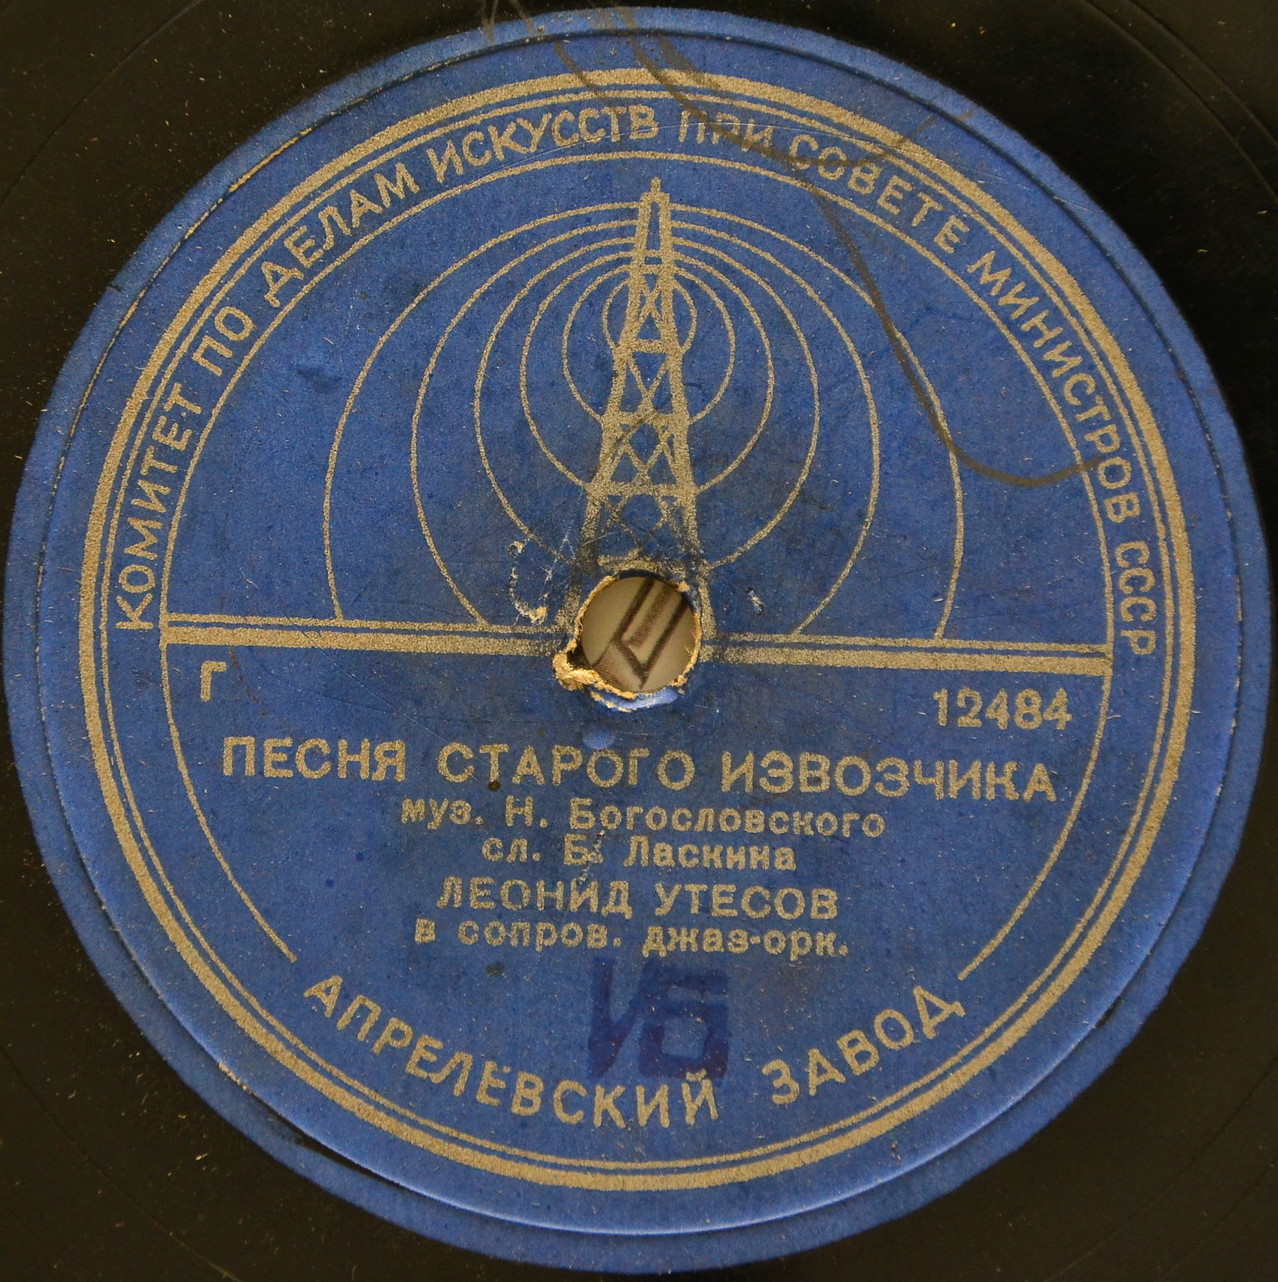 КОМИТЕТ ПО ДЕЛАМ ИСКУССТВ ПРИ СОВЕТЕ МИНИСТРОВ СССР
Г 12484
ПЕСНЯ СТАРОГО ИЗВОЗЧИКА
муз. Н. Богословского
сл. Б. Ласкина
ЛЕОНИД УТЕСОВ
в сопров. джаз-орк.
АПРЕЛЕВСКИЙ ЗАВОД